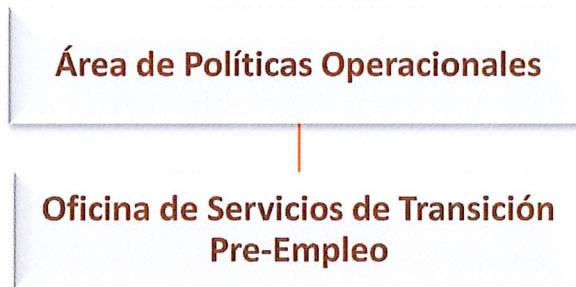 Área de Políticas Operacionales
Oficina de Servicios de Transición
Pre-Empleo